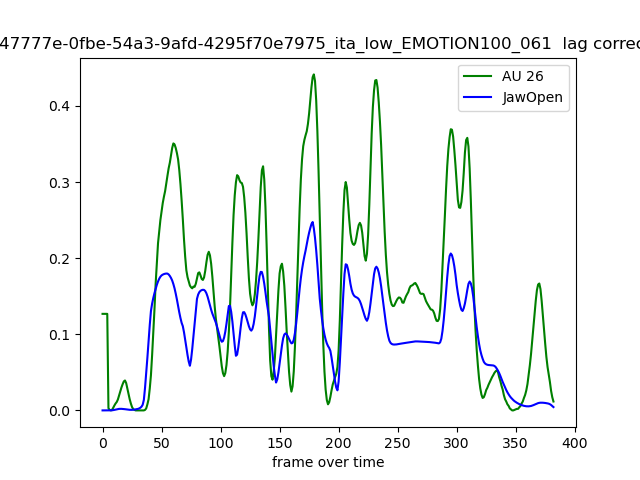 47777e-0fbe-54a3-9afd-4295f70e7975_ita_low_EMOTION100_061 lag correc
AU 26
JawOpen
0.4
0.3
0.2
0.1
0.0
0 50 100 150 200 250 300 350 400
frame over time